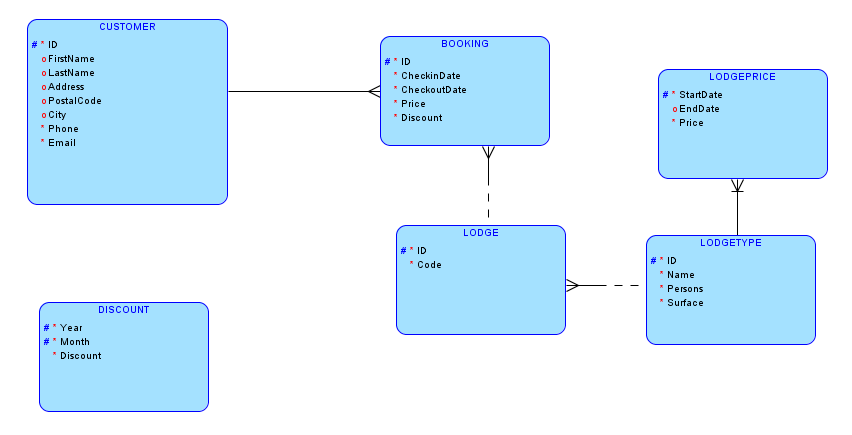 CUSTOMER
# * ID
o FirstName
o LastName
o Address
o PostalCode
o City
* Phone
* Email
BOOKING
# * ID
* CheckinDate
* CheckoutDate
* Price
* Discount
LODGEPRICE
# * StartDate
o EndDate
* Price
LODGE
# * ID
* Code
LODGETYPE
# * ID
* Name
* Persons
* Surface
DISCOUNT
# * Year
# * Month
* Discount